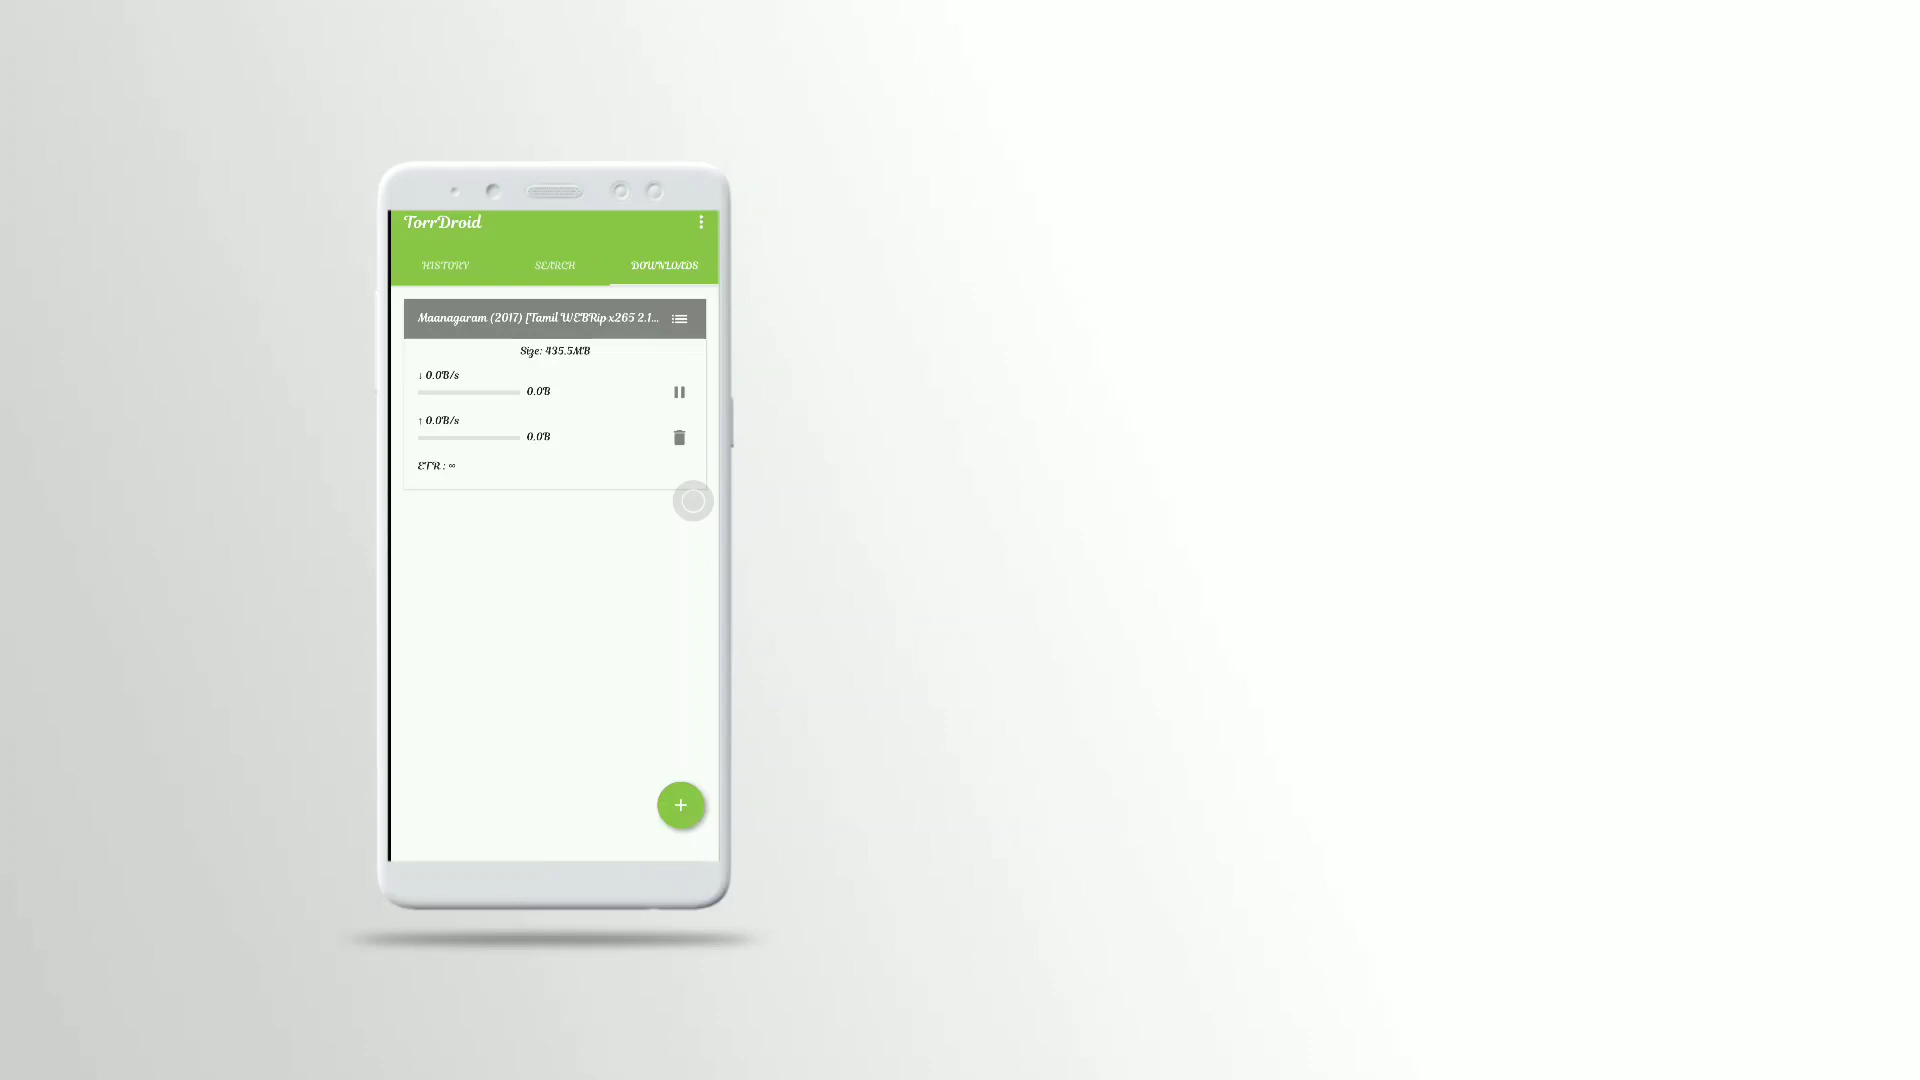 TorrDroid
HISTORY SEARCH DOWNLOADS
Maanagaram (2017) [Tamil WEBRip x265 2.1...
Size: 435.5MB
↓ 0.0B/s
0.0B
↑ 0.0B/s
0.0B
ETR : ∞